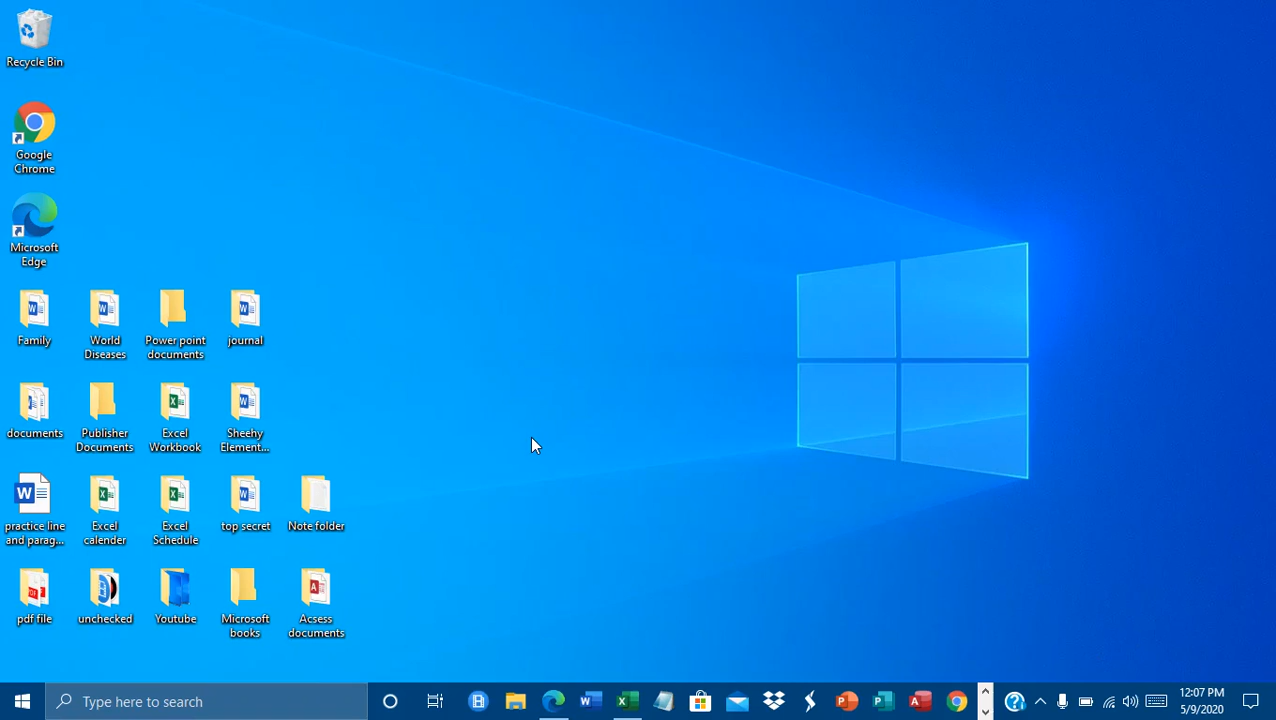 Recycle Bin
Google
Chrome
Microsoft
Edge
Family
World
Diseases
Power point
documents
journal
documents
Publisher
Documents
Excel
Workbook
Sheehy
Element...
practice line
and parag...
Excel
calender
Excel
Schedule
top secret
Note folder
pdf file
unchecked
Youtube
Microsoft
books
Acsess
documents
Type here to search
12:07 PM
5/9/2020